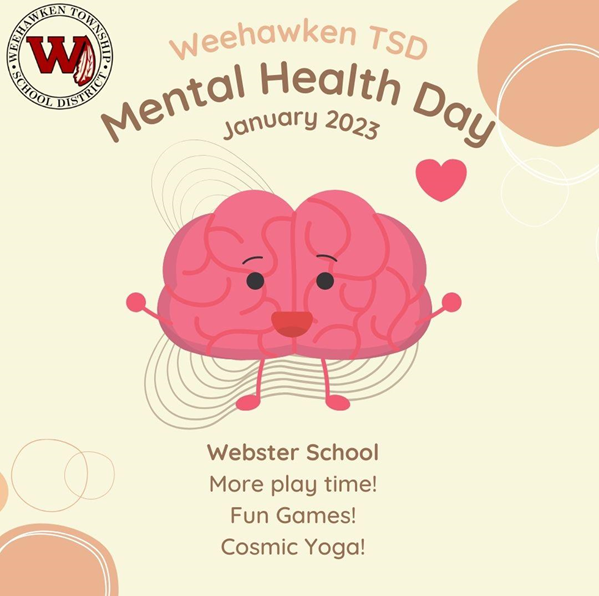 WEEHAWKEN TOWNSHIP
W
SCHOOL DISTRICT
Weehawken TSD
Mental Health Day
January 2023
Webster School
More play time!
Fun Games!
Cosmic Yoga!